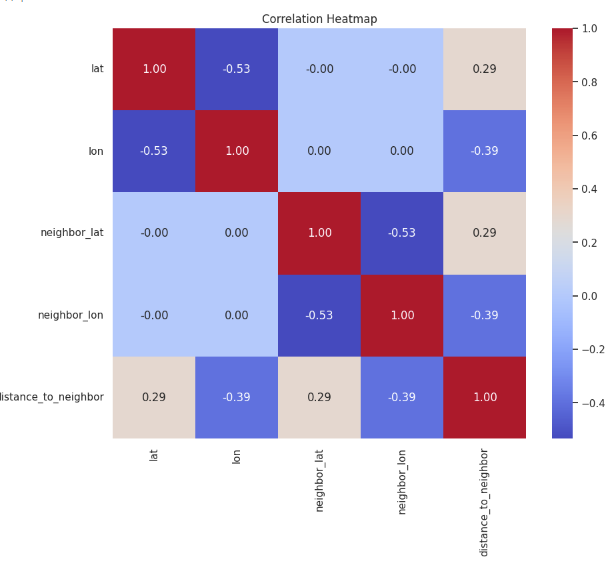 Correlation Heatmap
lat 1.00 -0.53 -0.00 -0.00 0.29
lon -0.53 1.00 0.00 0.00 -0.39
neighbor_lat -0.00 0.00 1.00 -0.53 0.29
neighbor_lon -0.00 0.00 -0.53 1.00 -0.39
distance_to_neighbor 0.29 -0.39 0.29 -0.39 1.00
lat lon neighbor_lat neighbor_lon distance_to_neighbor
1.0
0.8
0.6
0.4
0.2
0.0
−0.2
−0.4